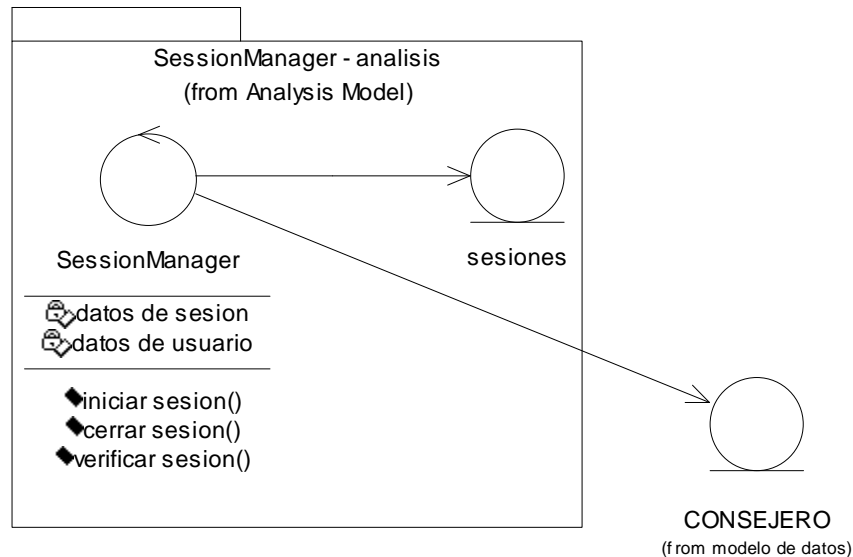 SessionManager - analisis
(from Analysis Model)
SessionManager
sesiones
datos de sesion
datos de usuario
iniciar sesion()
cerrar sesion()
verificar sesion()
CONSEJERO
(from modelo de datos)